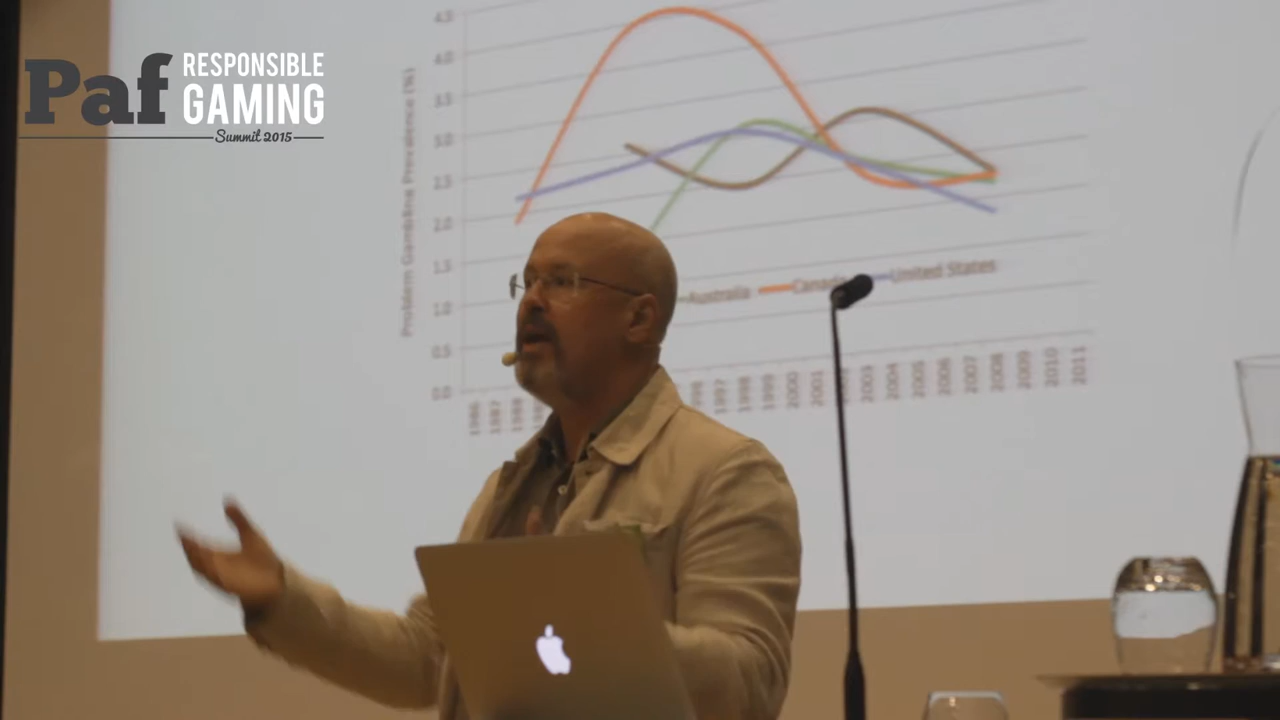 Paf RESPONSIBLE
GAMING
Summit 2015
Problem Gambling Prevalence (%)
4.5
4.0
3.5
3.0
2.5
2.0
1.5
1.0
0.5
0.0
Australia Canada United States
1986 1987 1988 1997 1998 1999 2000 2001 2003 2004 2005 2006 2007 2008 2009 2010 2011